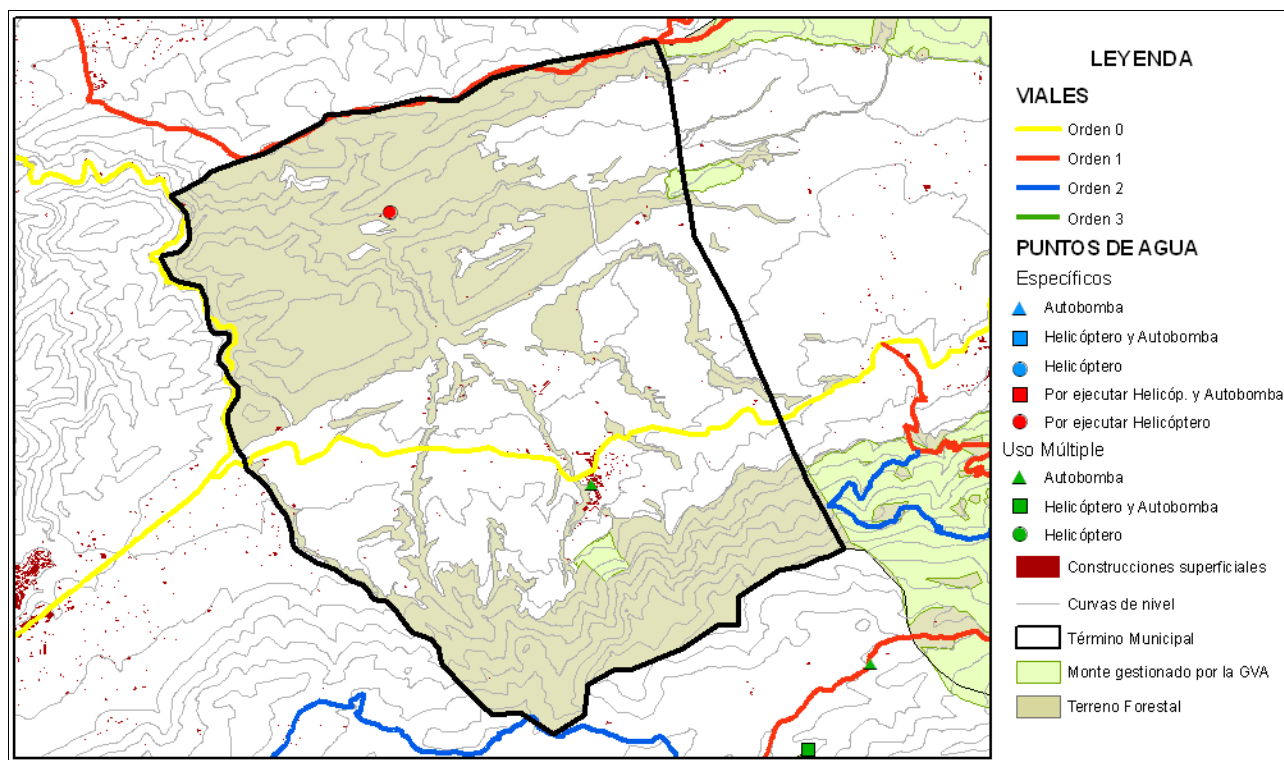 LEYENDA
VIALES
Orden 0
Orden 1
Orden 2
Orden 3
PUNTOS DE AGUA
Específicos
Autobomba
Helicóptero y Autobomba
Helicóptero
Por ejecutar Helicóp. y Autobomba
Por ejecutar Helicóptero
Uso Múltiple
Autobomba
Helicóptero y Autobomba
Helicóptero
Construcciones superficiales
Curvas de nivel
Término Municipal
Monte gestionado por la GVA
Terreno Forestal